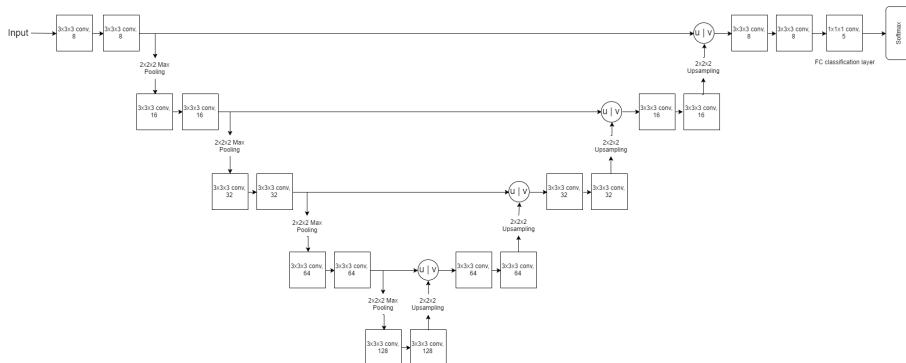 Input
3x3x3 conv,
8
3x3x3 conv,
8
u | v
3x3x3 conv,
8
3x3x3 conv,
8
1x1x1 conv,
5
Softmax
FC classification layer
2x2x2 Max
Pooling
2x2x2
Upsampling
3x3x3 conv,
16
3x3x3 conv,
16
u | v
3x3x3 conv,
16
3x3x3 conv,
16
2x2x2 Max
Pooling
2x2x2
Upsampling
3x3x3 conv,
32
3x3x3 conv,
32
u | v
3x3x3 conv,
32
3x3x3 conv,
32
2x2x2 Max
Pooling
2x2x2
Upsampling
3x3x3 conv,
64
3x3x3 conv,
64
u | v
3x3x3 conv,
64
3x3x3 conv,
64
2x2x2 Max
Pooling
2x2x2
Upsampling
3x3x3 conv,
128
3x3x3 conv,
128